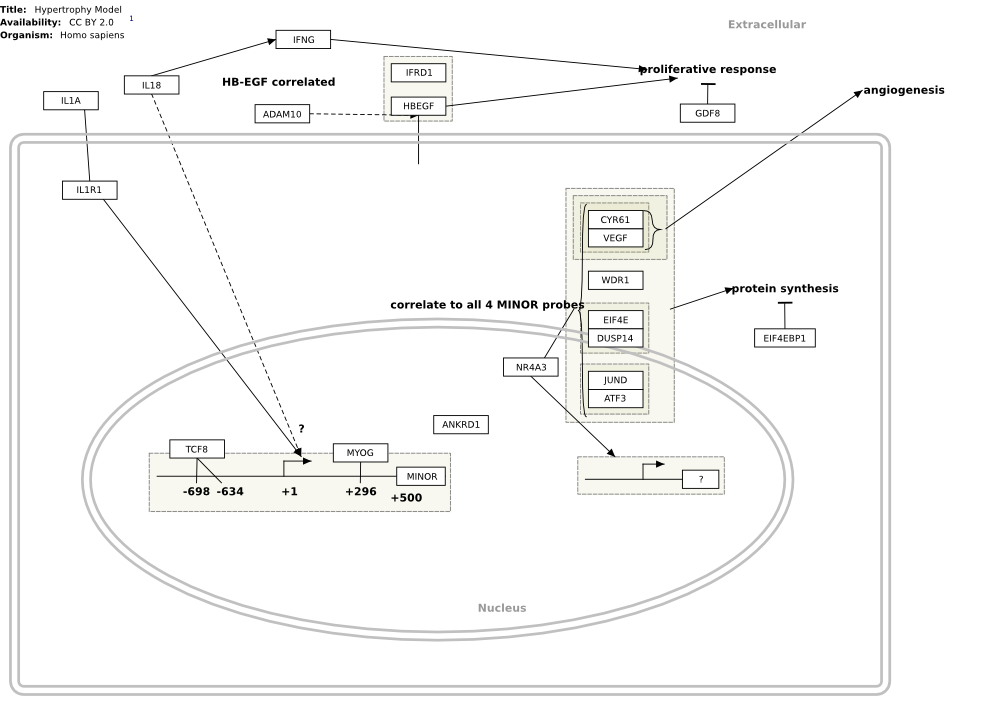 Title: Hypertrophy Model
Availability: CC BY 2.0 1
Organism: Homo sapiens
Extracellular
IFNG
IFRD1
proliferative response
IL18
HB-EGF correlated
angiogenesis
IL1A
HBEGF
ADAM10
GDF8
IL1R1
CYR61
VEGF
WDR1
protein synthesis
correlate to all 4 MINOR probes
EIF4E
DUSP14
EIF4EBP1
NR4A3
JUND
ATF3
ANKRD1
?
TCF8
MYOG
MINOR
?
-698 -634 +1 +296 +500
Nucleus